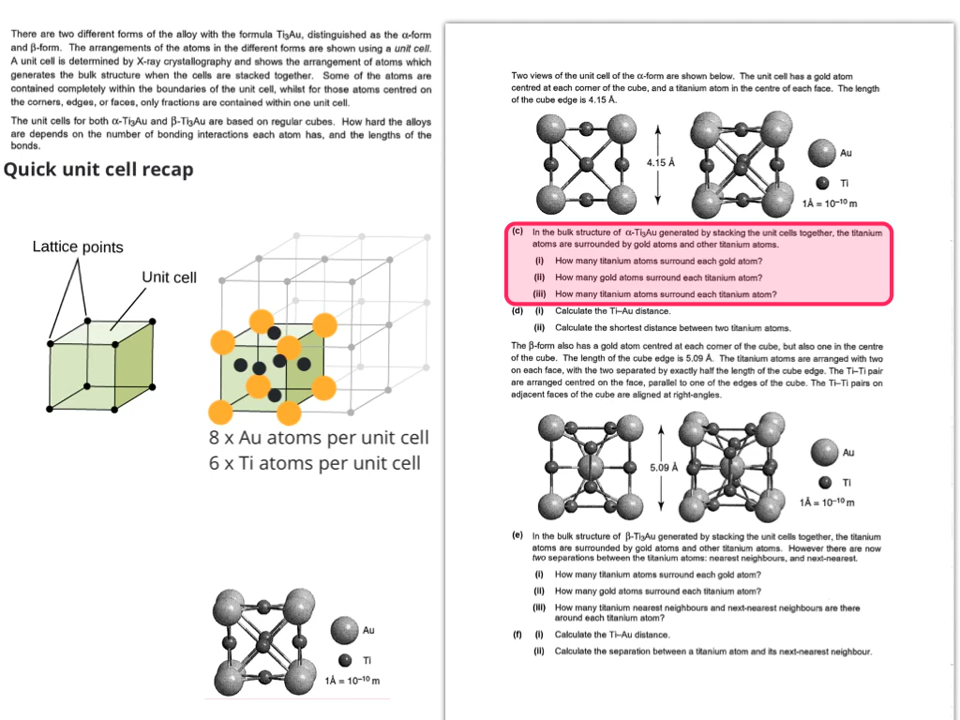 There are two different forms of the alloy with the formula Ti₃Au, distinguished as the α-form
and β-form. The arrangements of the atoms in the different forms are shown using a unit cell.
A unit cell is determined by X-ray crystallography and shows the arrangement of atoms which
generates the bulk structure when the cells are stacked together. Some of the atoms are
contained completely within the boundaries of the unit cell, whilst for those atoms centred on
the corners, edges, or faces, only fractions are contained within one unit cell.
The unit cells for both α-Ti₃Au and β-Ti₃Au are based on regular cubes. How hard the alloys
are depends on the number of bonding interactions each atom has, and the lengths of the
bonds.
Quick unit cell recap
Lattice points
Unit cell
8 x Au atoms per unit cell
6 x Ti atoms per unit cell
Au
Ti
1Å = 10⁻¹⁰ m
Two views of the unit cell of the α-form are shown below. The unit cell has a gold atom
centred at each corner of the cube, and a titanium atom in the centre of each face. The length
of the cube edge is 4.15 Å.
4.15 Å
Au
Ti
1Å = 10⁻¹⁰ m
(c) In the bulk structure of α-Ti₃Au generated by stacking the unit cells together, the titanium
atoms are surrounded by gold atoms and other titanium atoms.
(i) How many titanium atoms surround each gold atom?
(ii) How many gold atoms surround each titanium atom?
(iii) How many titanium atoms surround each titanium atom?
(d) (i) Calculate the Ti–Au distance.
(ii) Calculate the shortest distance between two titanium atoms.
The β-form also has a gold atom centred at each corner of the cube, but also one in the centre
of the cube. The length of the cube edge is 5.09 Å. The titanium atoms are arranged with two
on each face, with the two separated by exactly half the length of the cube edge. The Ti–Ti pair
are arranged centred on the face, parallel to one of the edges of the cube. The Ti–Ti pairs on
adjacent faces of the cube are aligned at right-angles.
5.09 Å
Au
Ti
1Å = 10⁻¹⁰ m
(e) In the bulk structure of β-Ti₃Au generated by stacking the unit cells together, the titanium
atoms are surrounded by gold atoms and other titanium atoms. However there are now
two separations between the titanium atoms: nearest neighbours, and next-nearest.
(i) How many titanium atoms surround each gold atom?
(ii) How many gold atoms surround each titanium atom?
(iii) How many titanium nearest neighbours and next-nearest neighbours are there
around each titanium atom?
(f) (i) Calculate the Ti–Au distance.
(ii) Calculate the separation between a titanium atom and its next-nearest neighbour.